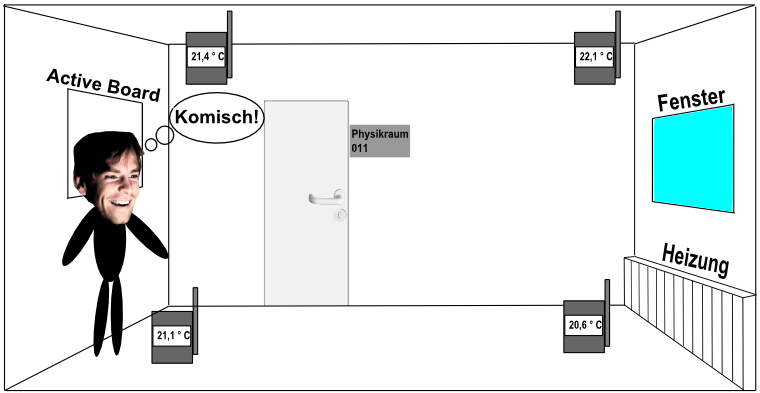 21,4 ° C
22,1 ° C
Active Board
Komisch!
Fenster
Physikraum
011
Heizung
21,1 ° C
20,6 ° C